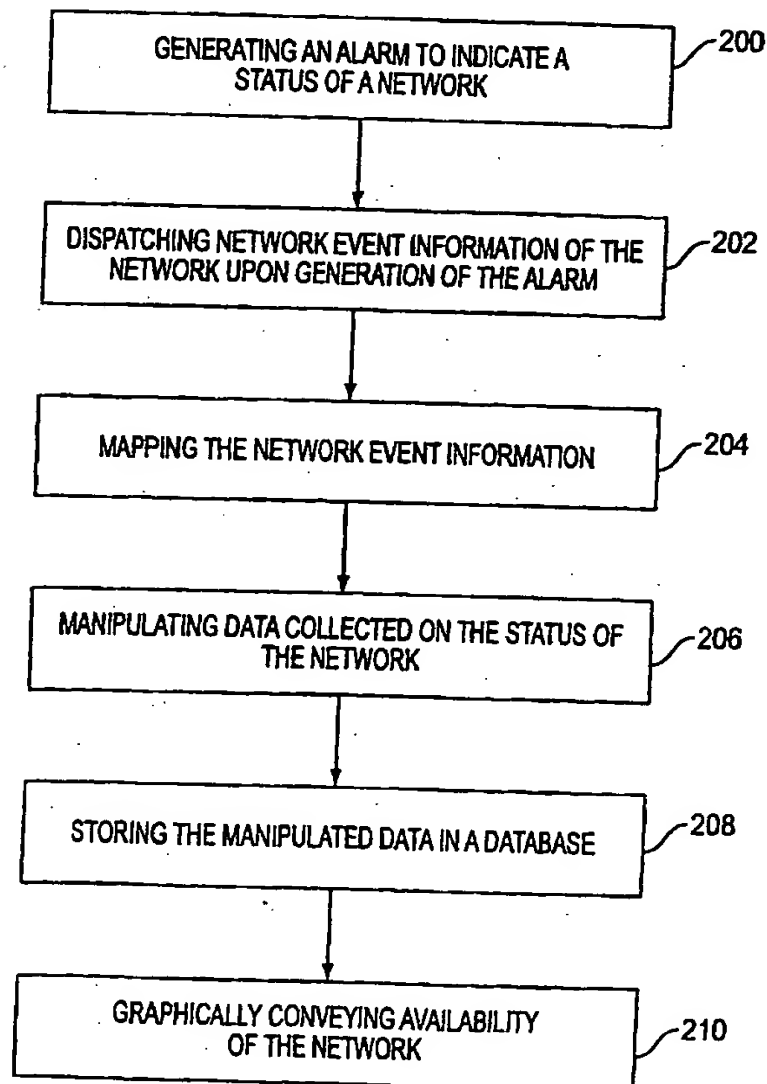 GENERATING AN ALARM TO INDICATE A
STATUS OF A NETWORK
200
DISPATCHING NETWORK EVENT INFORMATION OF THE
NETWORK UPON GENERATION OF THE ALARM
202
MAPPING THE NETWORK EVENT INFORMATION
204
MANIPULATING DATA COLLECTED ON THE STATUS OF
THE NETWORK
206
STORING THE MANIPULATED DATA IN A DATABASE
208
GRAPHICALLY CONVEYING AVAILABILITY
OF THE NETWORK
210